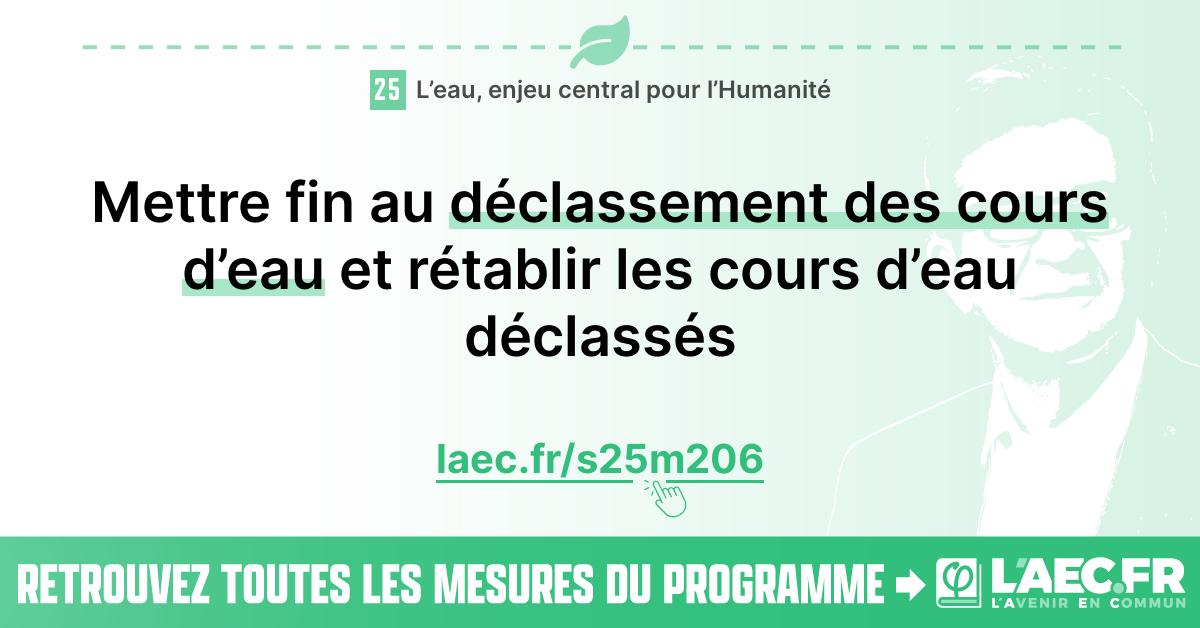 25 L’eau, enjeu central pour l’Humanité
Mettre fin au déclassement des cours
d’eau et rétablir les cours d’eau
déclassés
laec.fr/s25m206
RETROUVEZ TOUTES LES MESURES DU PROGRAMME
L'AEC.FR
L'AVENIR EN COMMUN